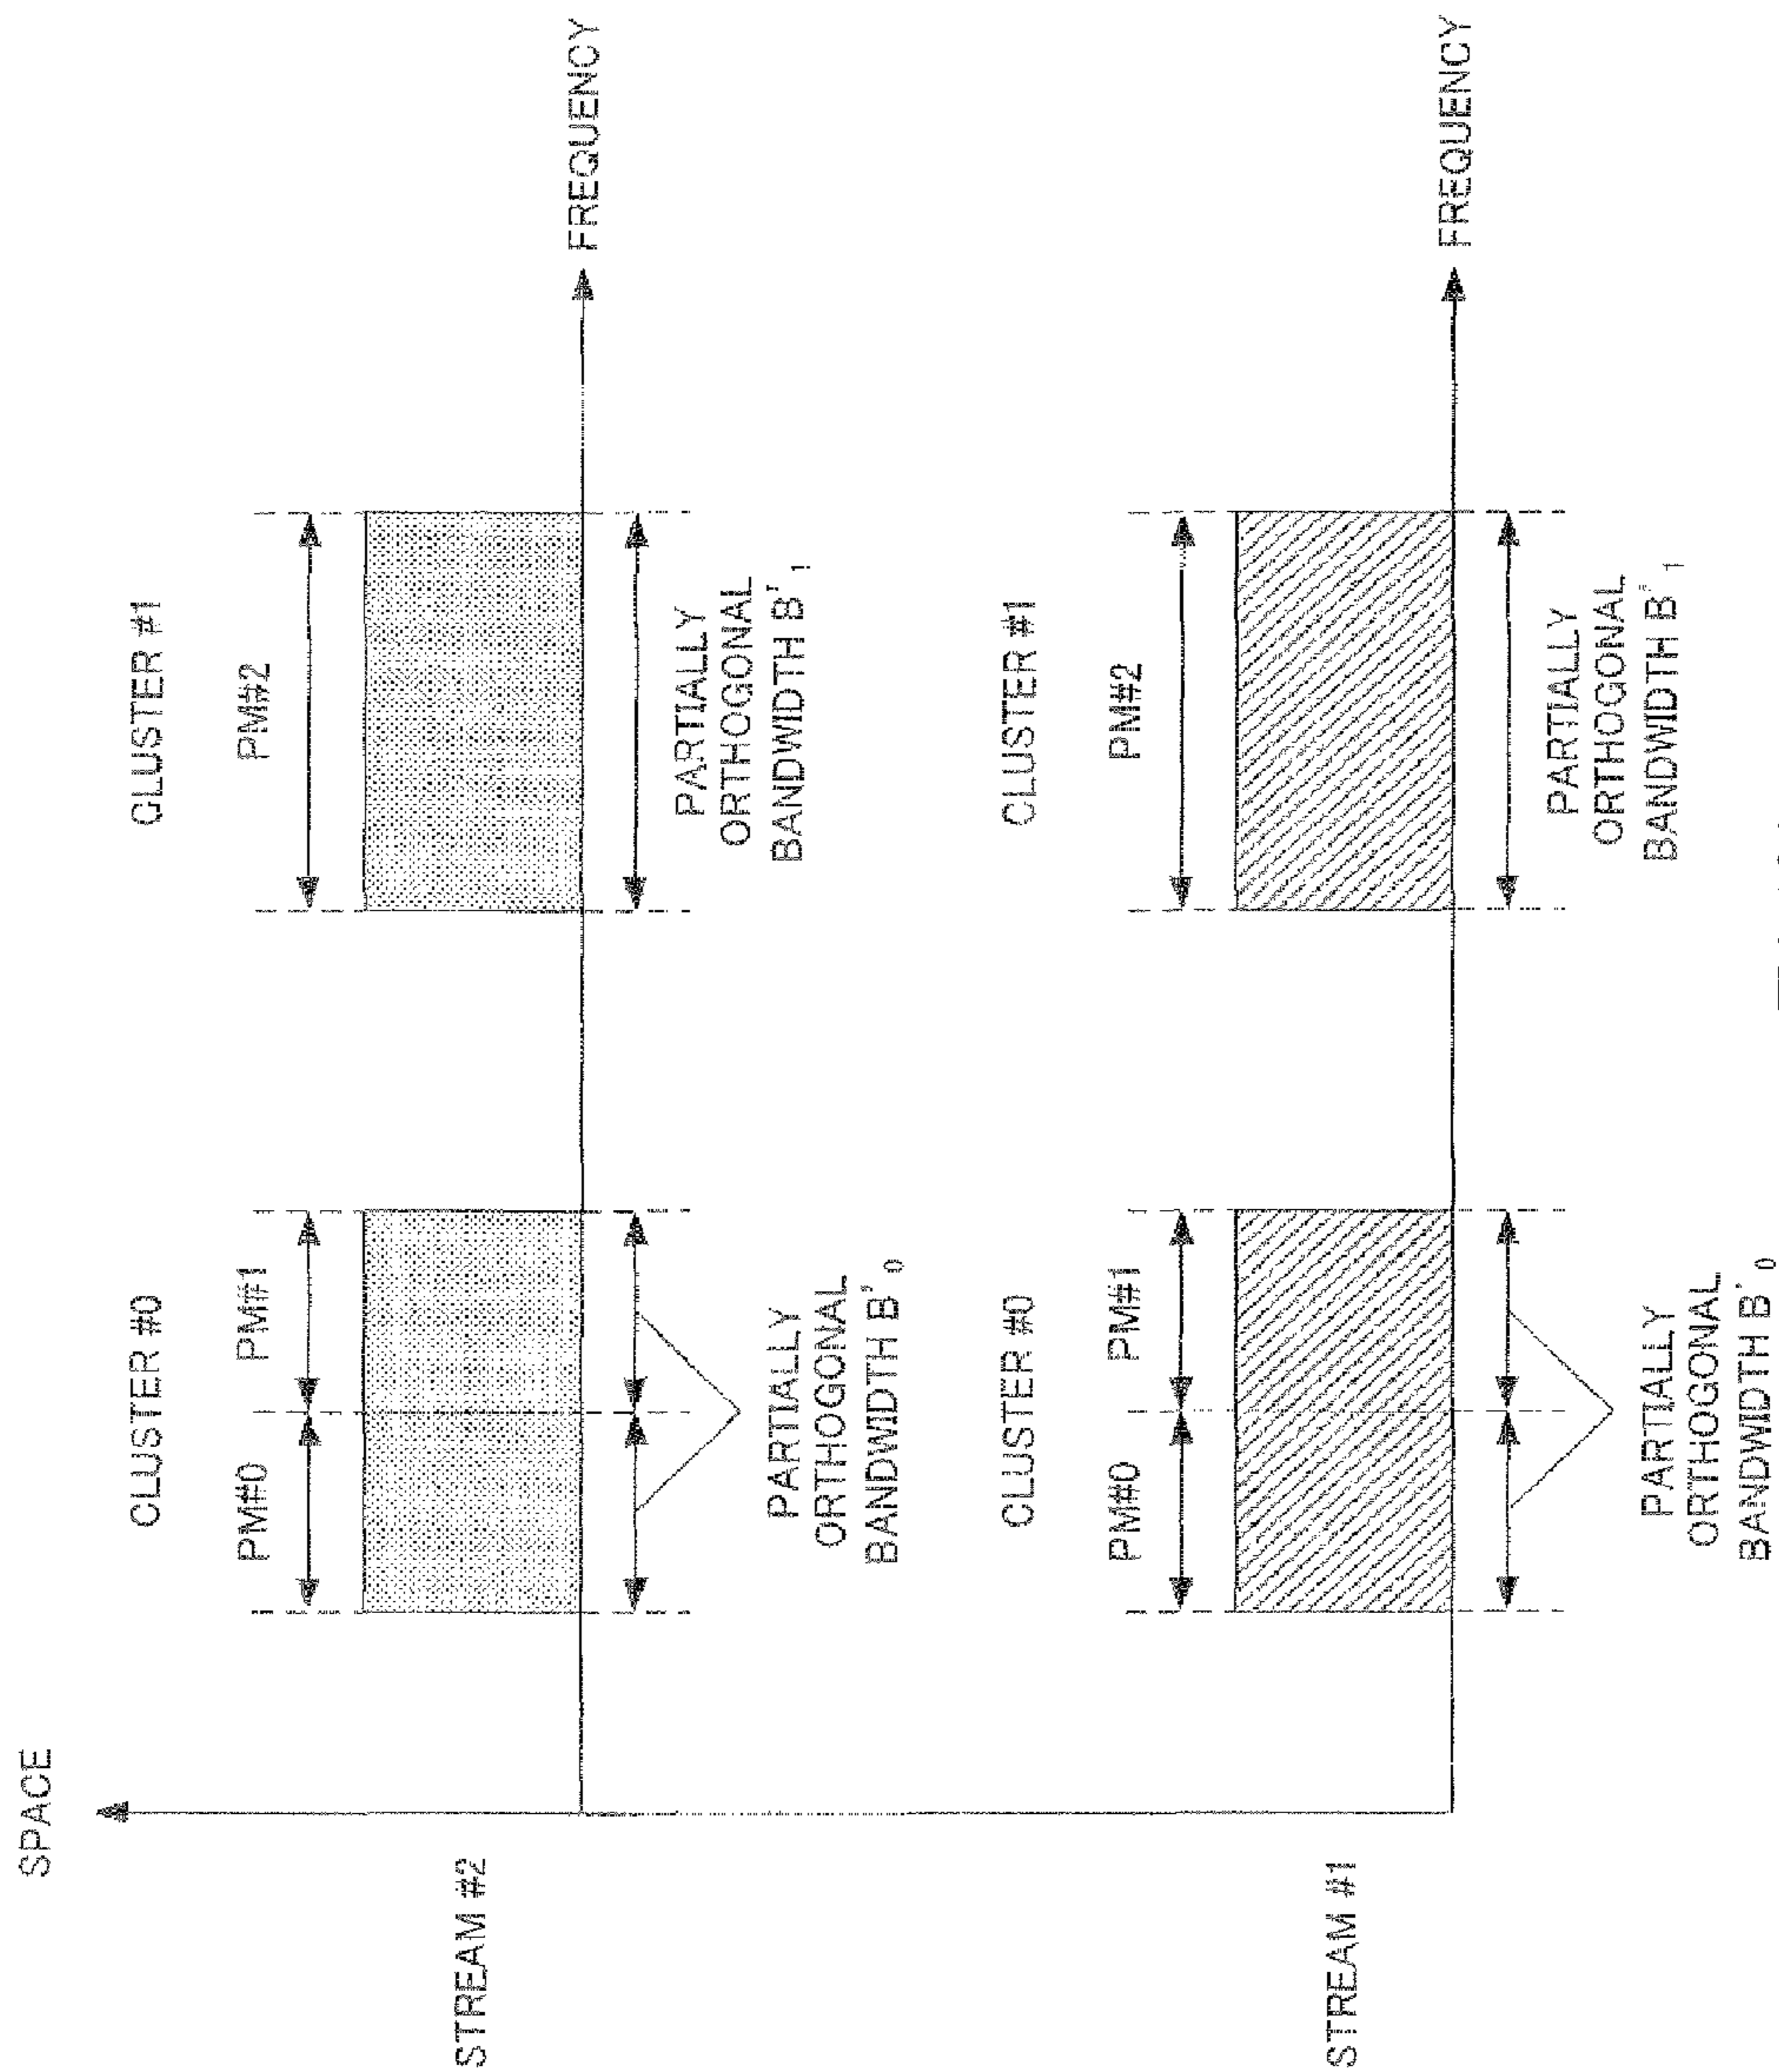 SPACE
STREAM #2
CLUSTER #0
CLUSTER #1
PM#0
PM#1
PM#2
FREQUENCY
PARTIALLY
ORTHOGONAL
BANDWIDTH B'0
PARTIALLY
ORTHOGONAL
BANDWIDTH B'1
STREAM #1
CLUSTER #0
CLUSTER #1
PM#0
PM#1
PM#2
FREQUENCY
PARTIALLY
ORTHOGONAL
BANDWIDTH B'0
PARTIALLY
ORTHOGONAL
BANDWIDTH B'1